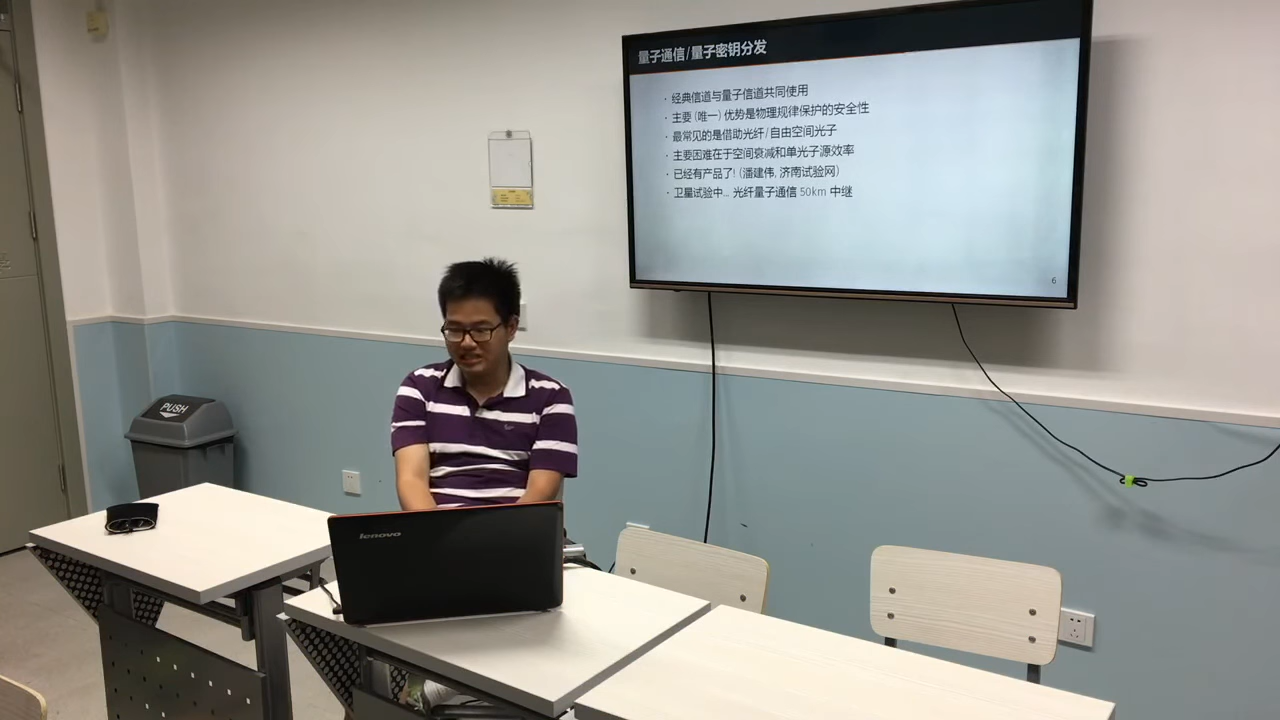 量子通信/量子密钥分发
· 经典信道与量子信道共同使用
· 主要 (唯一) 优势是物理规律保护的安全性
· 最常见的是借助光纤/自由空间光子
· 主要困难在于空间衰减和单光子源效率
· 已经有产品了! (潘建伟, 济南试验网)
· 卫星试验中... 光纤量子通信 50km 中继
6
PUSH
lenovo